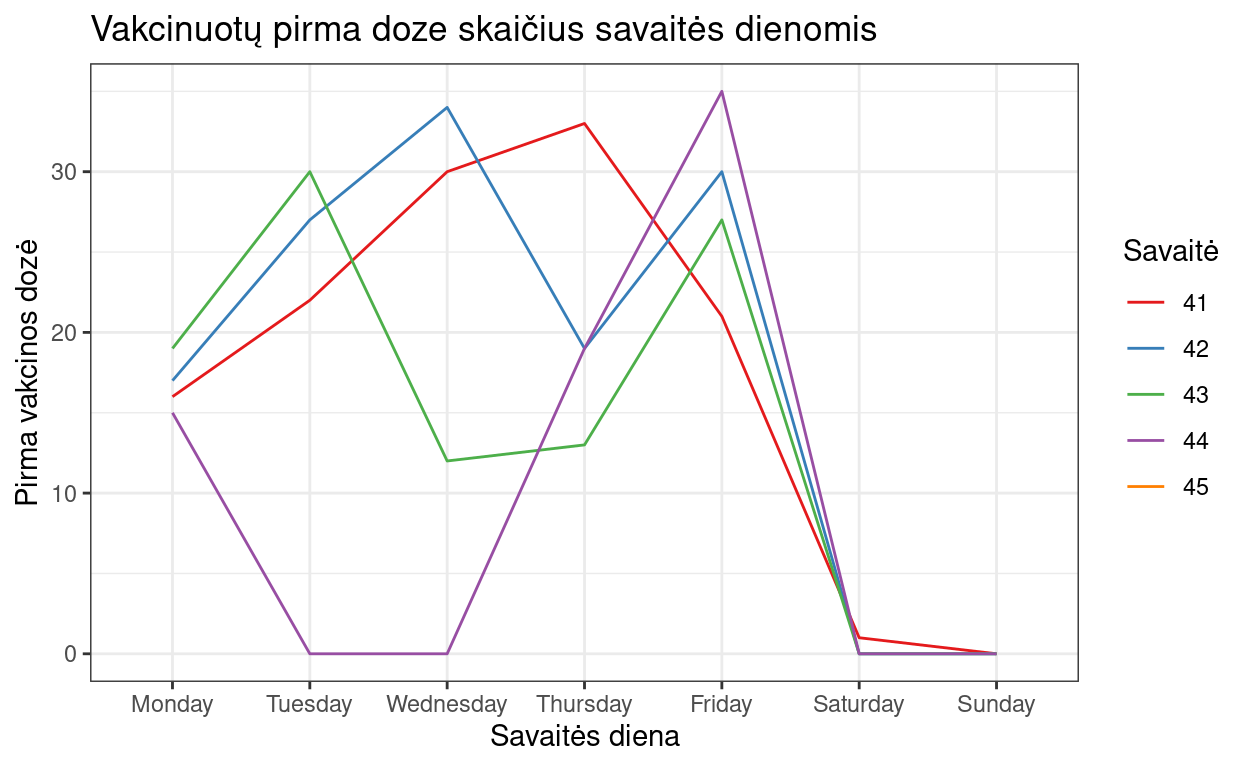 Vakcinuotų pirma doze skaičius savaitės dienomis
Pirma vakcinos dozė
30
20
10
0
Monday Tuesday Wednesday Thursday Friday Saturday Sunday
Savaitės diena
Savaitė
41
42
43
44
45